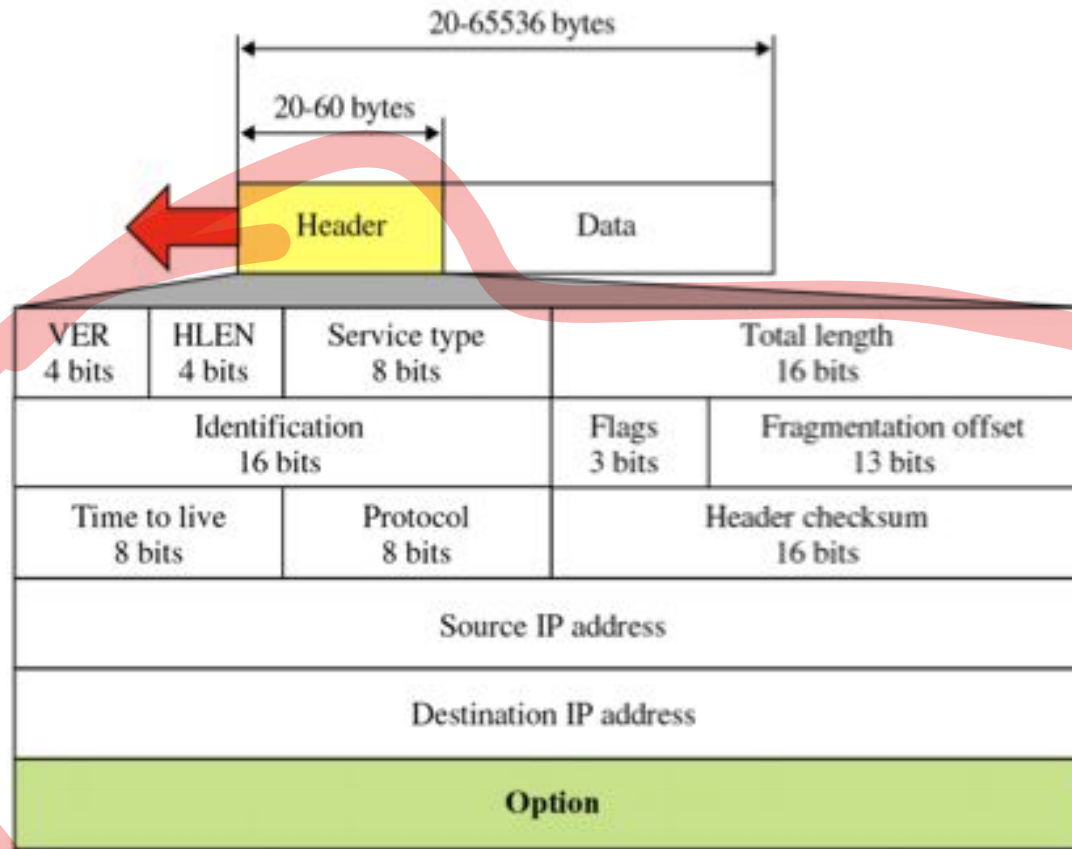 20-65536 bytes
20-60 bytes
Header Data
VER HLEN Service type Total length
4 bits 4 bits 8 bits 16 bits
Identification Flags Fragmentation offset
16 bits 3 bits 13 bits
Time to live Protocol Header checksum
8 bits 8 bits 16 bits
Source IP address
Destination IP address
Option